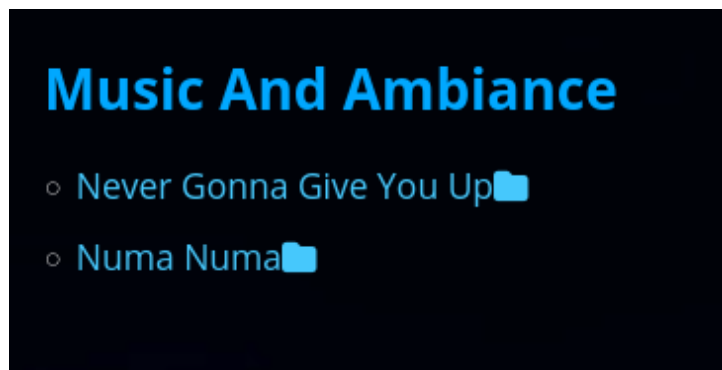 Music And Ambiance
Never Gonna Give You Up
Numa Numa